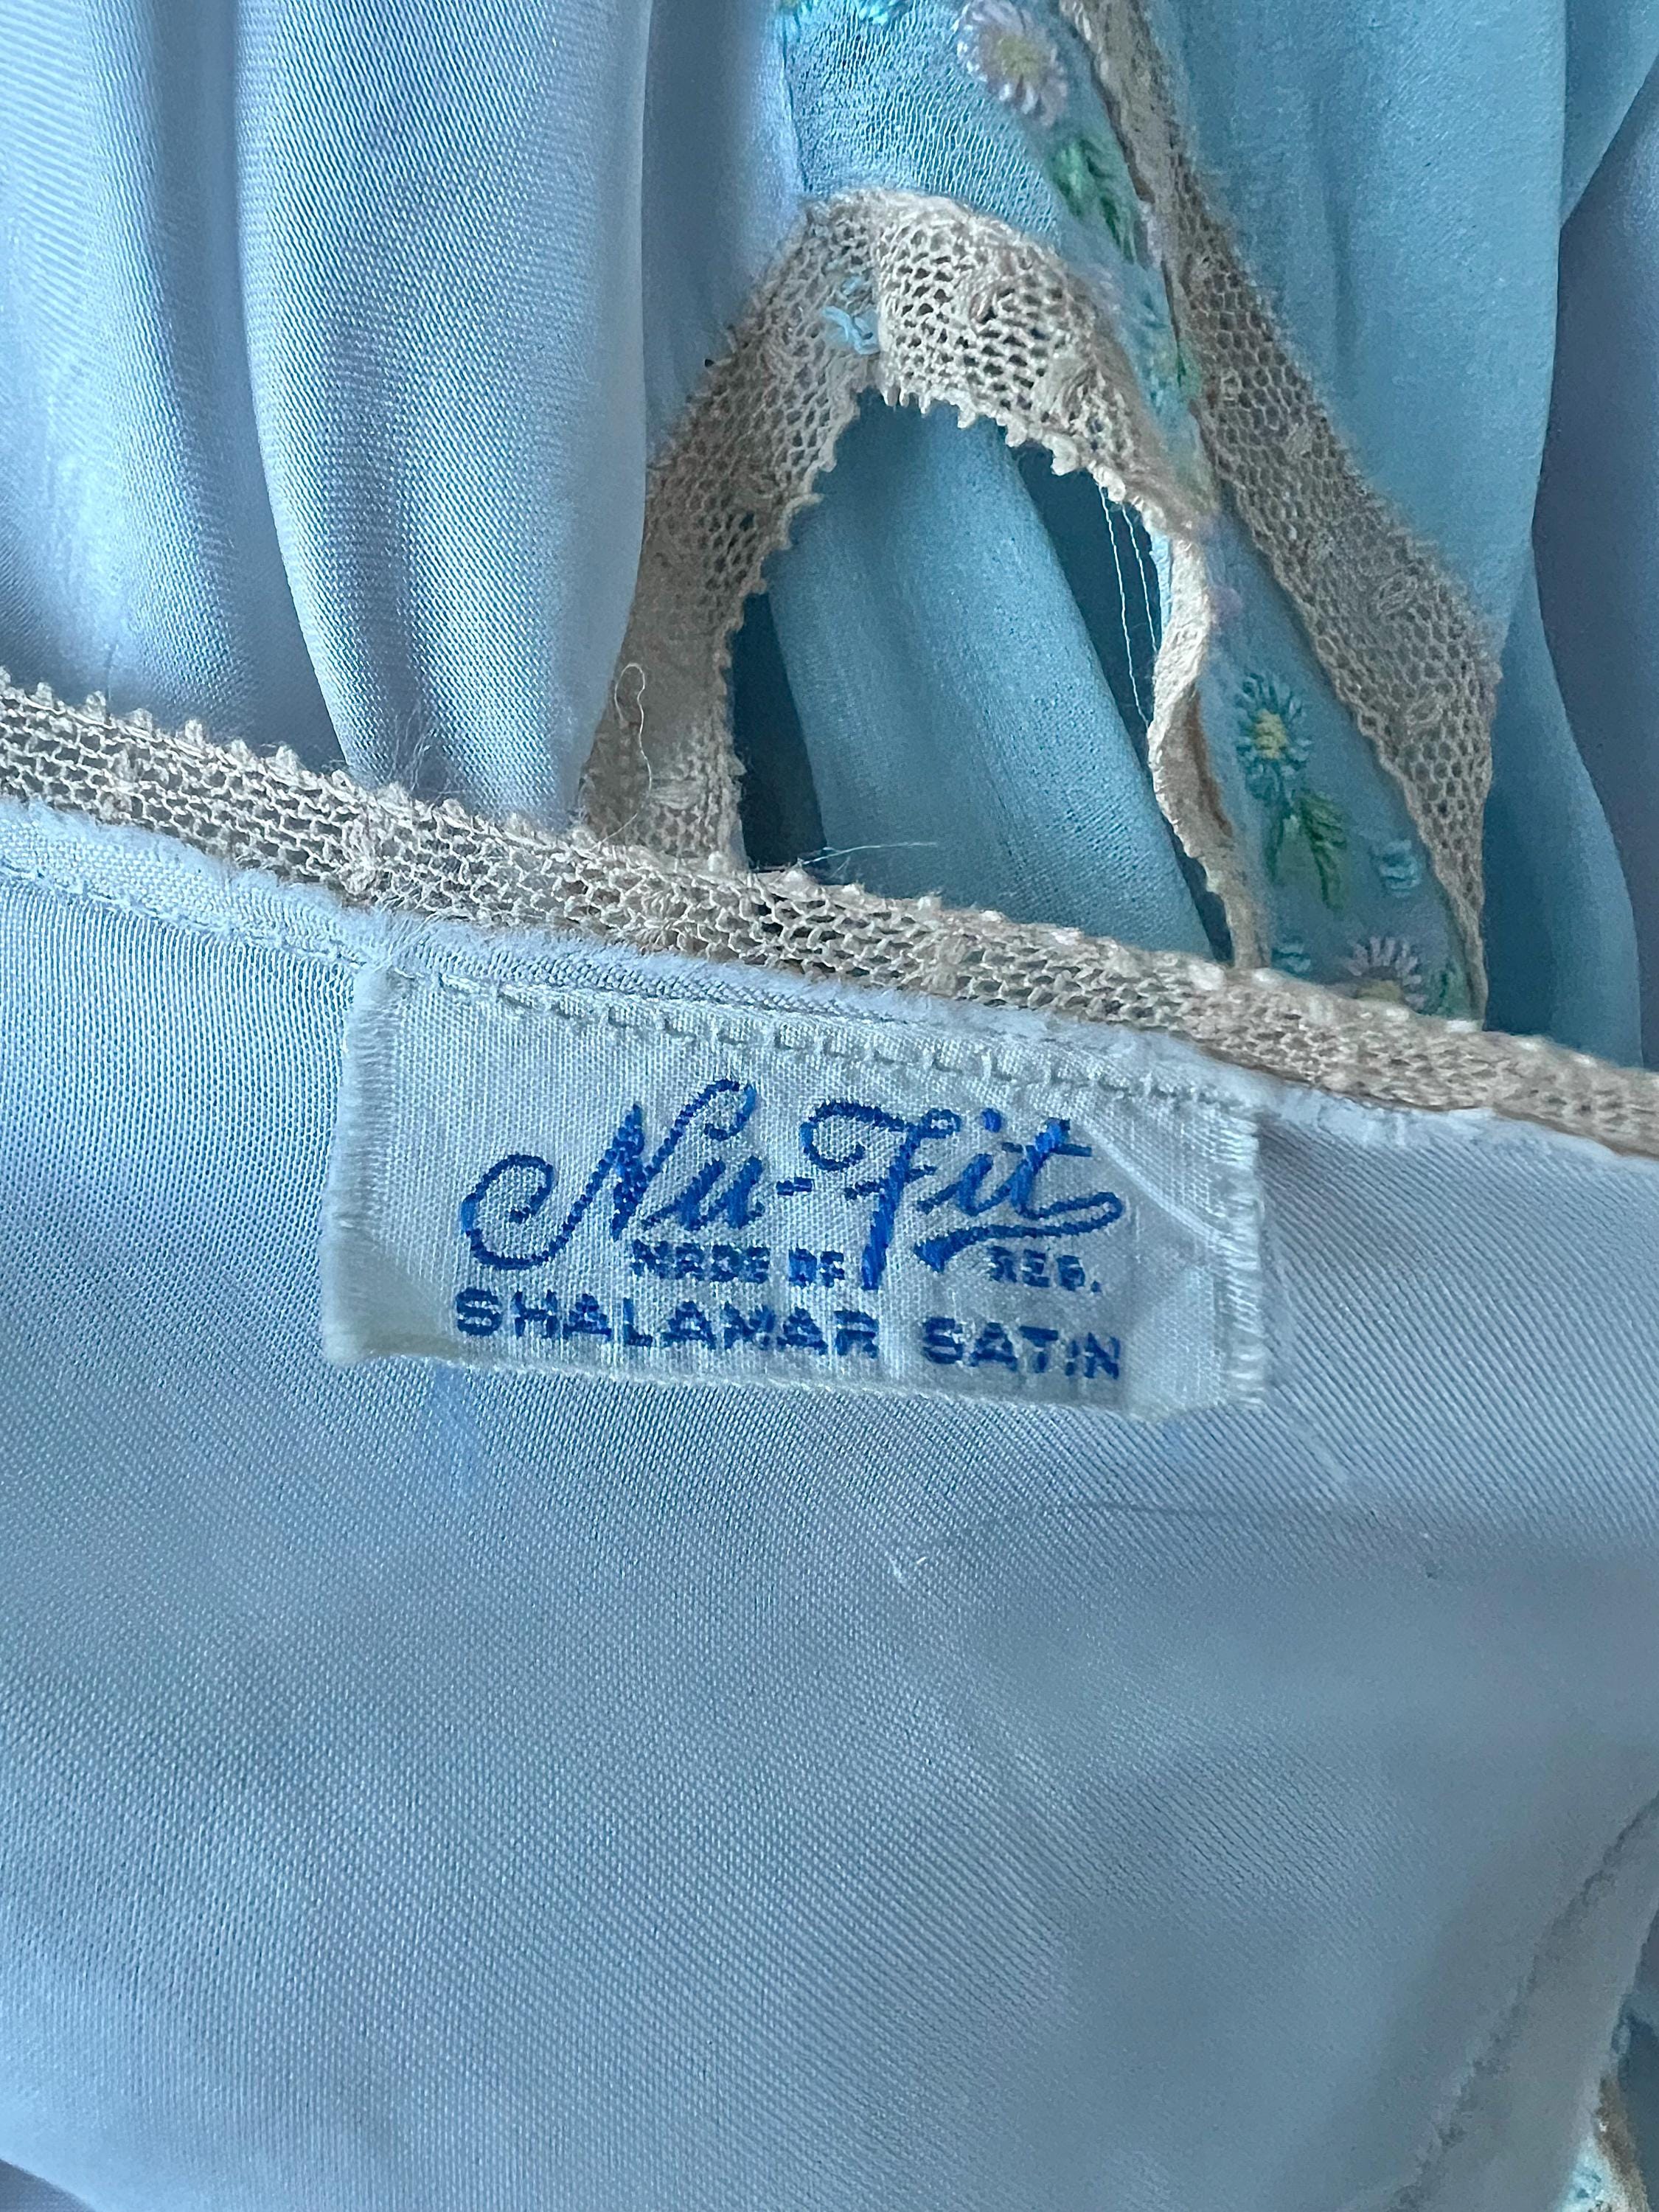 Nu-Fit
MADE OF REG.
SHALAMAR SATIN